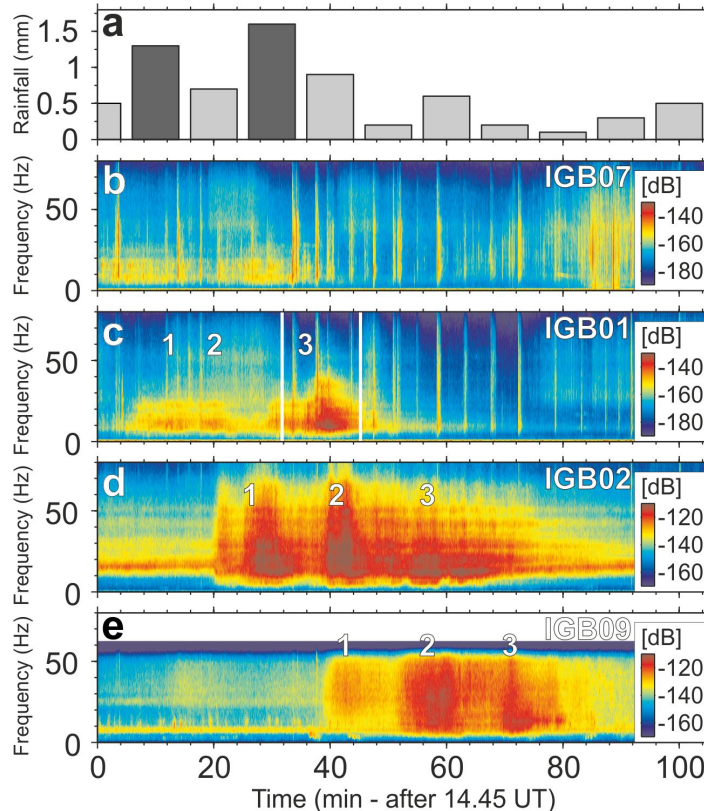 a
Rainfall (mm)
1.5
1
0.5
0
b
IGB07
Frequency (Hz)
50
0
[dB]
-140
-160
-180
c
IGB01
1 2 3
Frequency (Hz)
50
0
[dB]
-140
-160
-180
d
IGB02
1 2 3
Frequency (Hz)
50
0
[dB]
-120
-140
-160
e
IGB09
1 2 3
Frequency (Hz)
50
0
[dB]
-120
-140
-160
0 20 40 60 80 100
Time (min - after 14.45 UT)